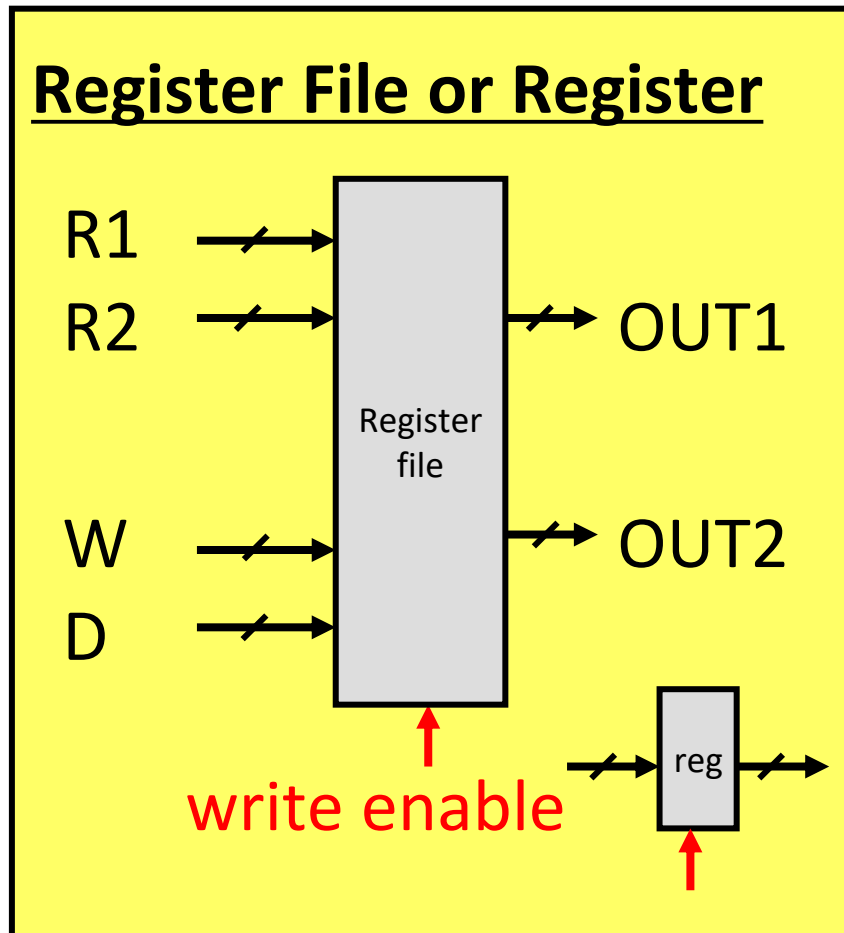 Register File or Register
R1
R2
OUT1
Register
file
W
OUT2
D
reg
write enable